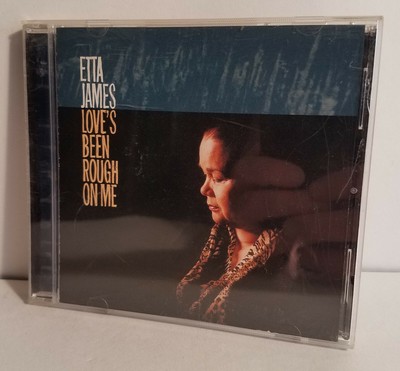 ETTA
JAMES
LOVE'S
BEEN
ROUGH
ON ME